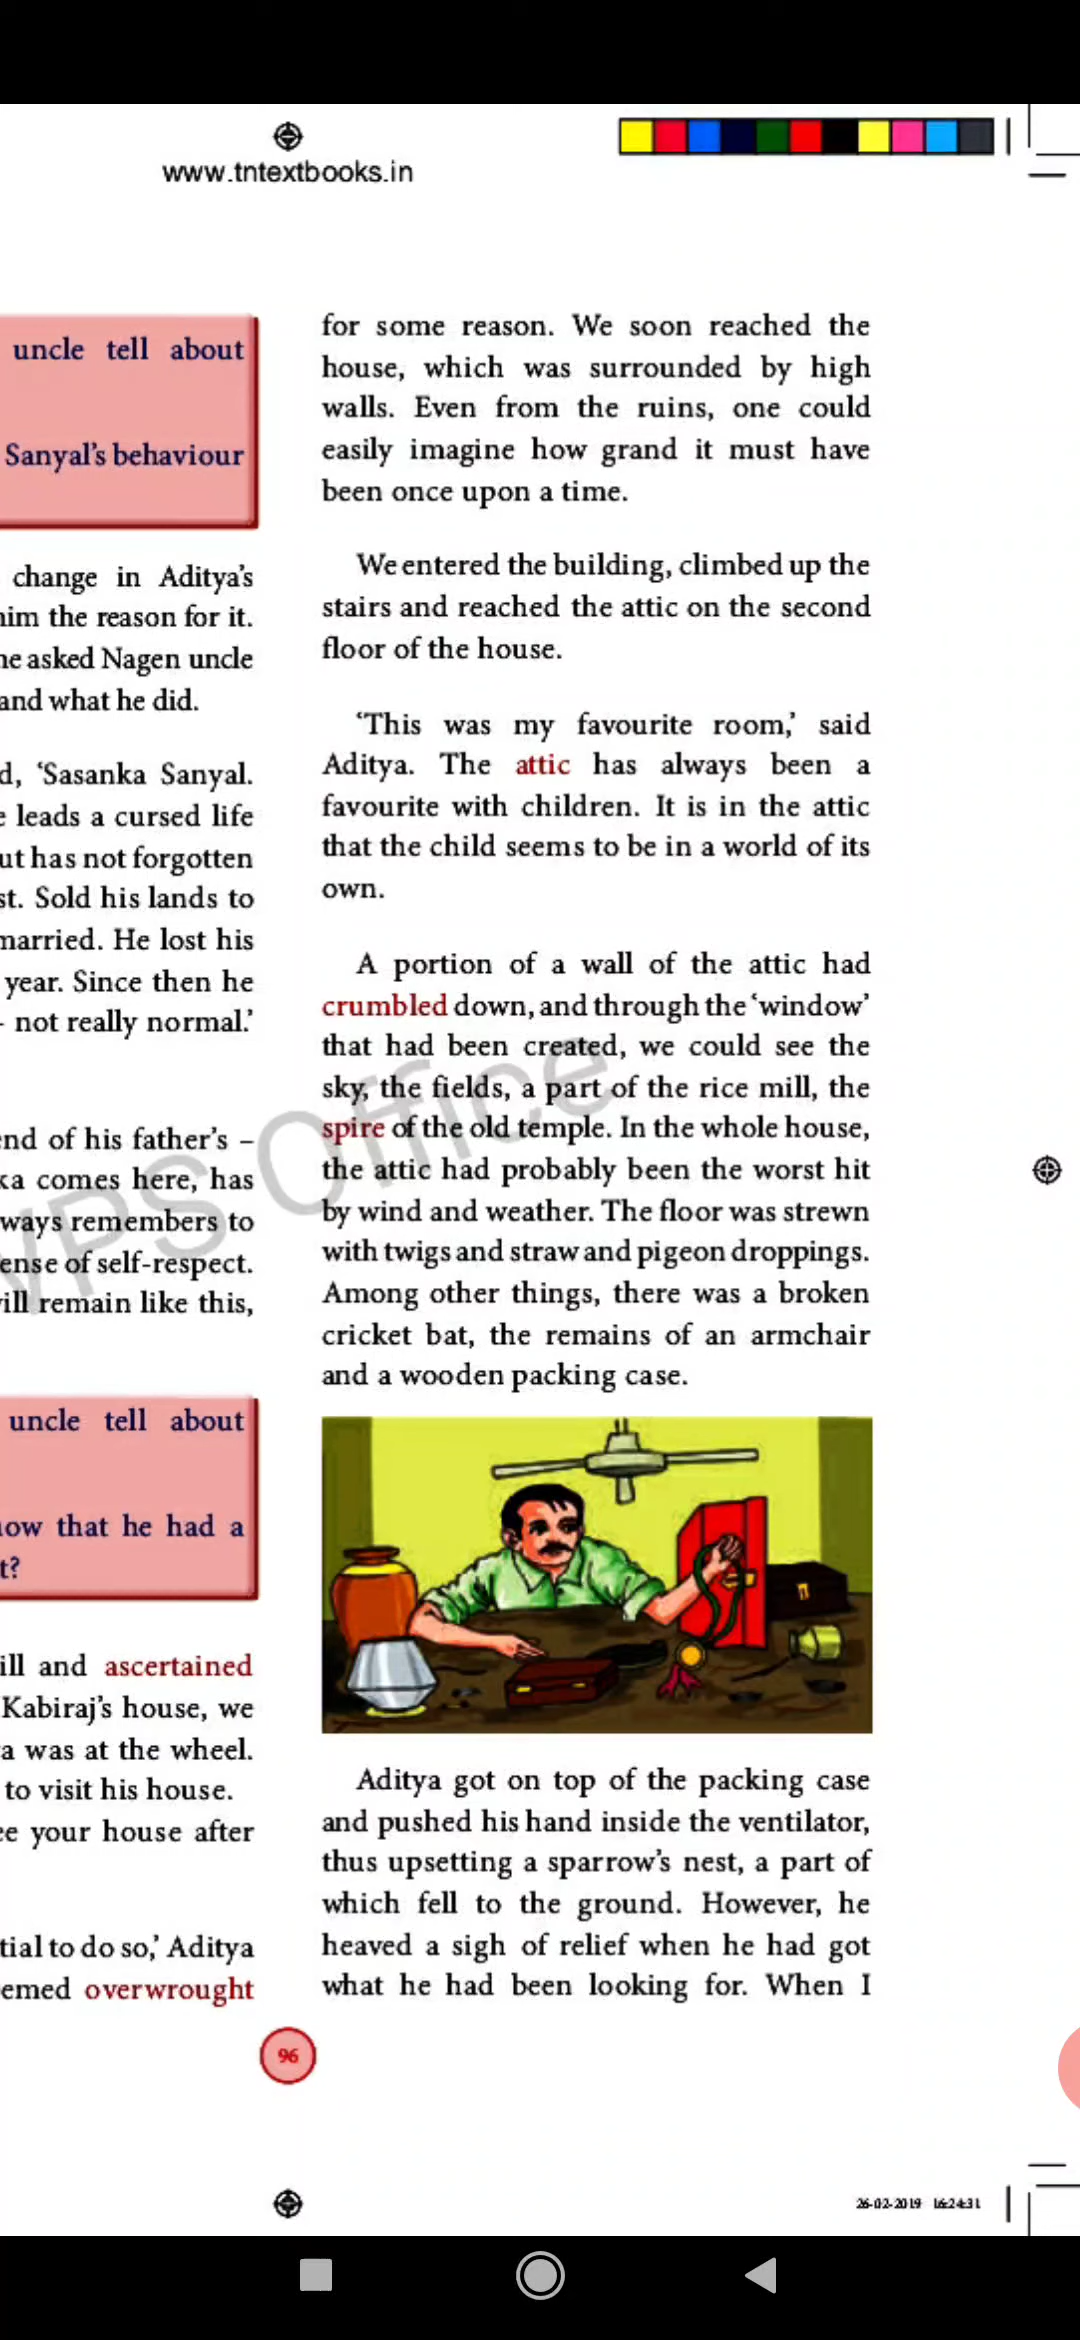 www.tntextbooks.in
uncle tell about
Sanyal's behaviour
change in Aditya's
him the reason for it.
he asked Nagen uncle
and what he did.
d, 'Sasanka Sanyal.
leads a cursed life
ut has not forgotten
st. Sold his lands to
married. He lost his
year. Since then he
- not really normal.'
end of his father's –
ka comes here, has
ways remembers to
ense of self-respect.
ill remain like this,
uncle tell about
now that he had a
t?
ill and ascertained
Kabiraj's house, we
a was at the wheel.
to visit his house.
ee your house after
tial to do so,' Aditya
emed overwrought
for some reason. We soon reached the
house, which was surrounded by high
walls. Even from the ruins, one could
easily imagine how grand it must have
been once upon a time.
We entered the building, climbed up the
stairs and reached the attic on the second
floor of the house.
'This was my favourite room,' said
Aditya. The attic has always been a
favourite with children. It is in the attic
that the child seems to be in a world of its
own.
A portion of a wall of the attic had
crumbled down, and through the 'window'
that had been created, we could see the
sky, the fields, a part of the rice mill, the
spire of the old temple. In the whole house,
the attic had probably been the worst hit
by wind and weather. The floor was strewn
with twigs and straw and pigeon droppings.
Among other things, there was a broken
cricket bat, the remains of an armchair
and a wooden packing case.
Aditya got on top of the packing case
and pushed his hand inside the ventilator,
thus upsetting a sparrow's nest, a part of
which fell to the ground. However, he
heaved a sigh of relief when he had got
what he had been looking for. When I
WPS Office
96
26-02-2019 16:24:31